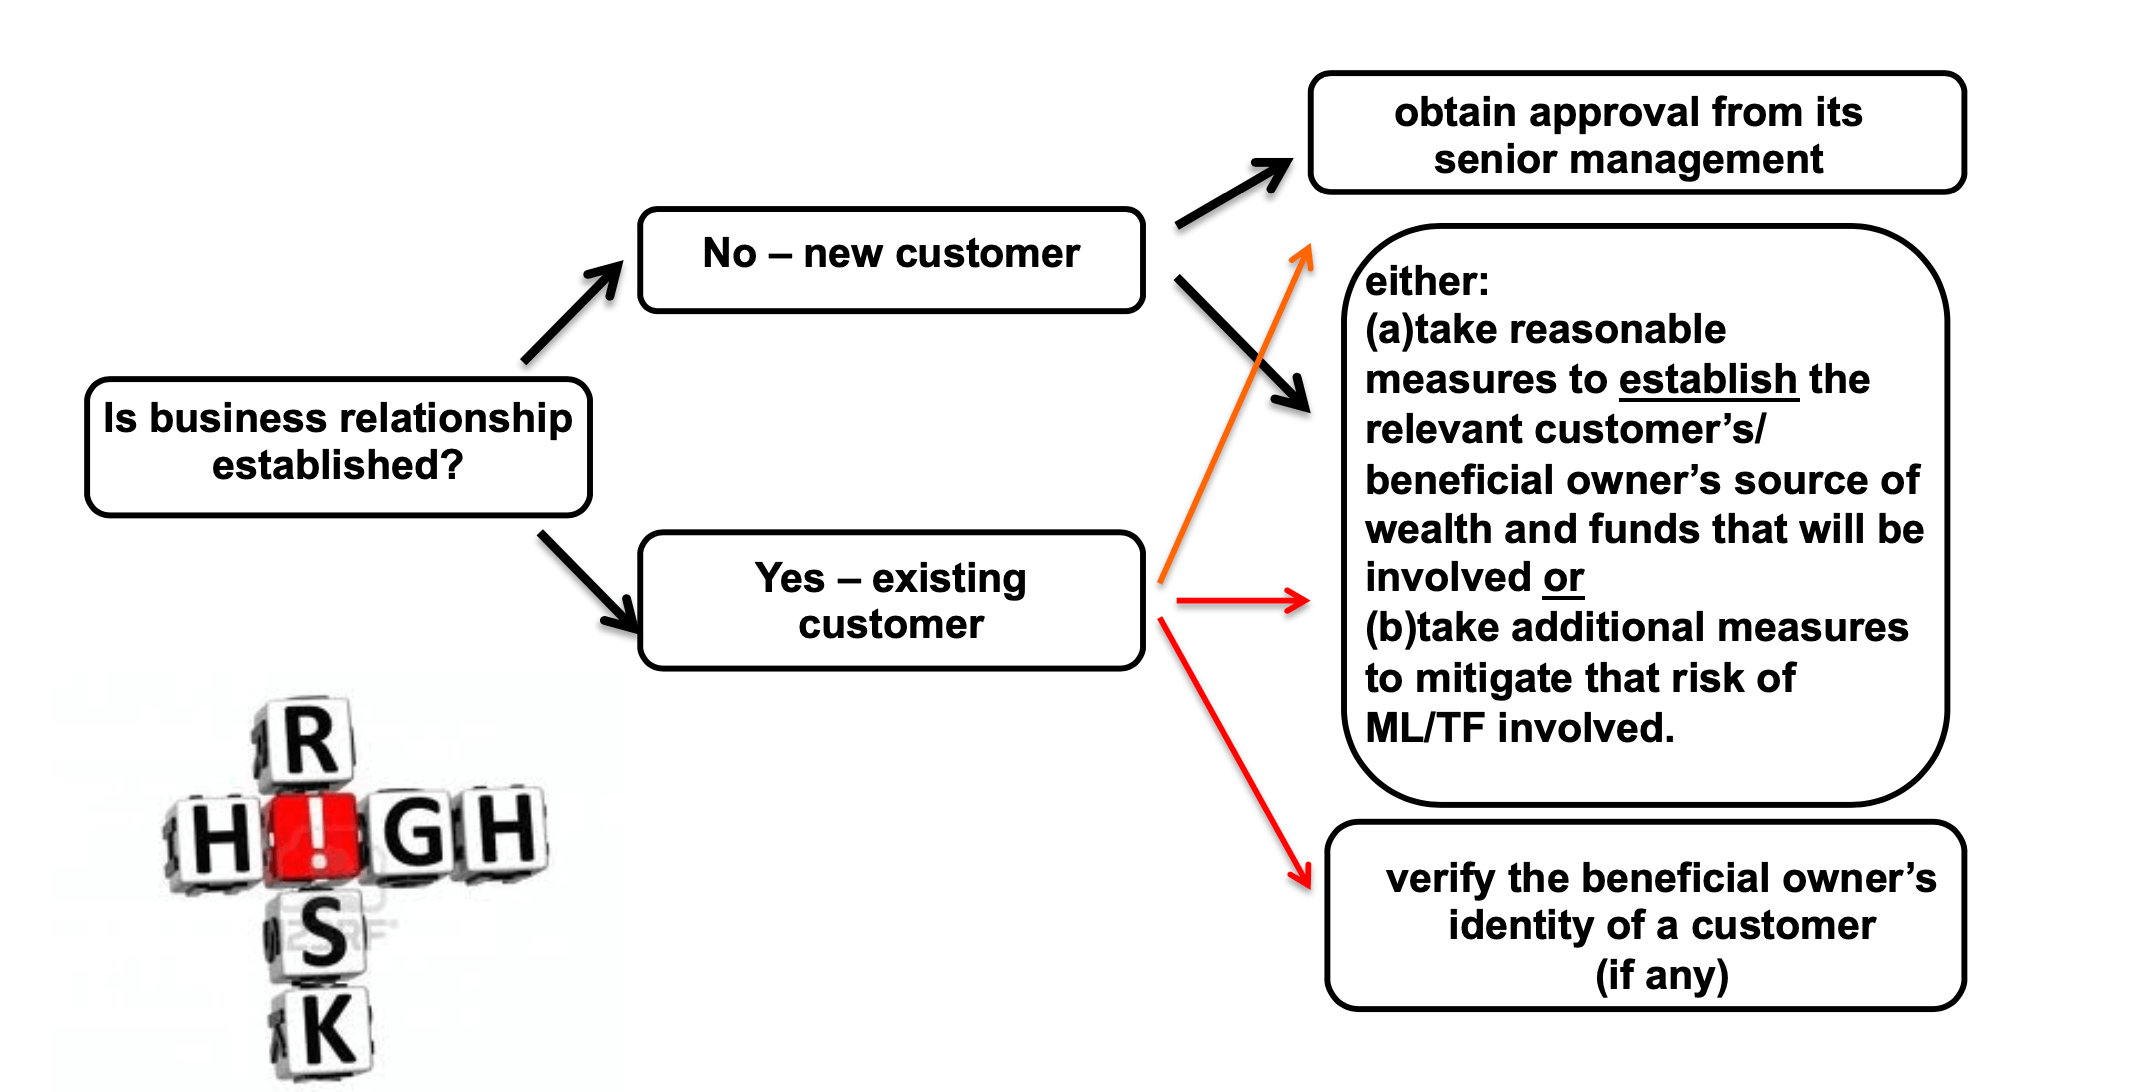 obtain approval from its
senior management
No – new customer
Is business relationship
established?
Yes – existing
customer
either:
(a)take reasonable
measures to establish the
relevant customer’s/
beneficial owner’s source of
wealth and funds that will be
involved or
(b)take additional measures
to mitigate that risk of
ML/TF involved.
verify the beneficial owner’s
identity of a customer
(if any)
R
H!GH
S
K